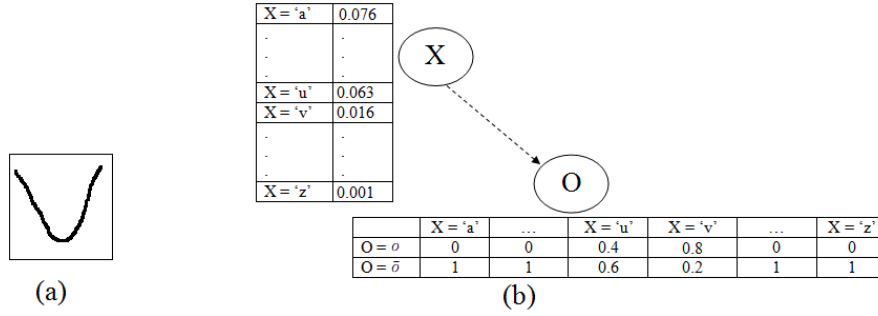 X = 'a' 0.076
. .
. .
. .
X = 'u' 0.063
X = 'v' 0.016
. .
. .
. .
X = 'z' 0.001
X
O
X = 'a' ... X = 'u' X = 'v' ... X = 'z'
O = o 0 0 0.4 0.8 0 0
O = ō 1 1 0.6 0.2 1 1
(a)
(b)